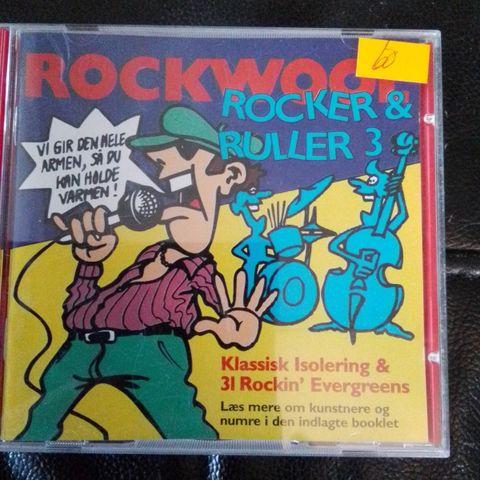 ROCKWOOL
ROCKER &
RULLER 3
VI GIR DEN HELE
ARMEN, SÅ DU
KAN HOLDE
VARMEN!
Klassisk Isolering &
31 Rockin' Evergreens
Læs mere om kunstnere og
numre i den indlagte booklet